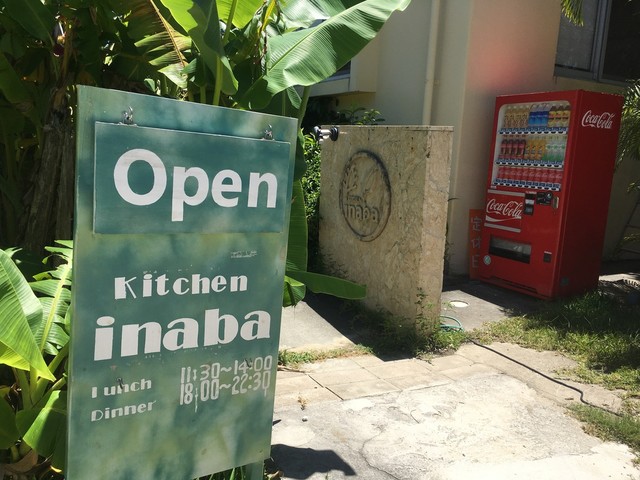 Open
Kitchen
inaba
Lunch 11:30~14:00
Dinner 18:00~22:30
inaba
Coca-Cola
Coca-Cola